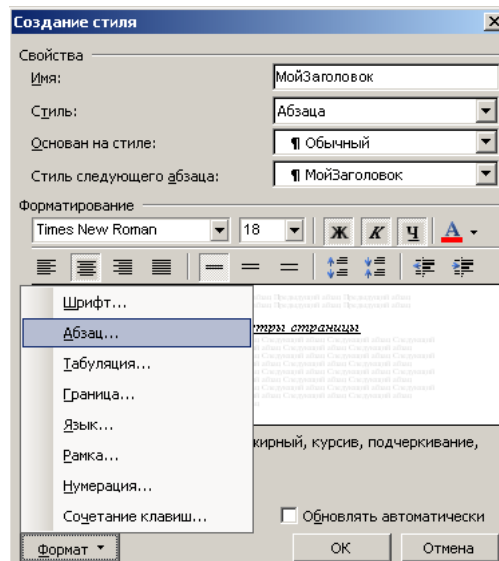 Создание стиля
Свойства
Имя: МойЗаголовок
Стиль: Абзаца
Основан на стиле: ¶ Обычный
Стиль следующего абзаца: ¶ МойЗаголовок
Форматирование
Times New Roman 18 Ж К Ч А
Шрифт...
Абзац...
тры страницы
Табуляция...
Граница...
Язык...
жирный, курсив, подчеркивание,
Рамка...
Нумерация...
Сочетание клавиш...
Обновлять автоматически
Формат ОК Отмена